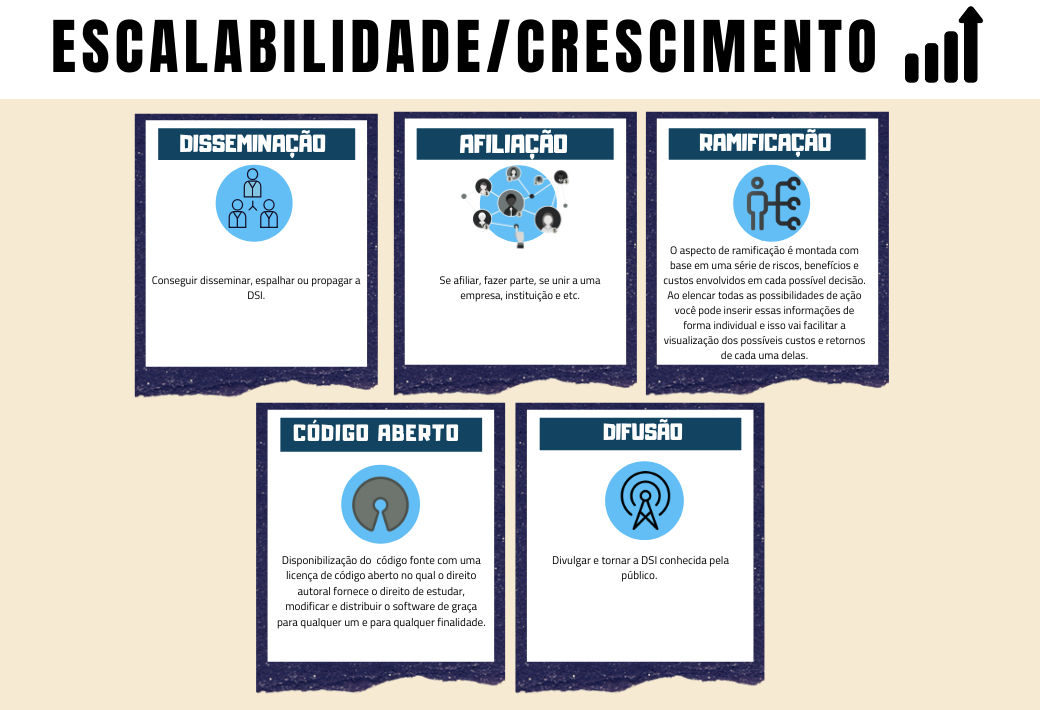 ESCALABILIDADE/CRESCIMENTO
DISSEMINAÇÃO
Conseguir disseminar, espalhar ou propagar a
DSI.
AFILIAÇÃO
Se afiliar, fazer parte, se unir a uma
empresa, instituição e etc.
RAMIFICAÇÃO
O aspecto de ramificação é montada com
base em uma série de riscos, benefícios e
custos envolvidos em cada possível decisão.
Ao elencar todas as possibilidades de ação
você pode inserir essas informações de
forma individual e isso vai facilitar a
visualização dos possíveis custos e retornos
de cada uma delas.
CÓDIGO ABERTO
Disponibilização do código fonte com uma
licença de código aberto no qual o direito
autoral fornece o direito de estudar,
modificar e distribuir o software de graça
para qualquer um e para qualquer finalidade.
DIFUSÃO
Divulgar e tornar a DSI conhecida pela
público.